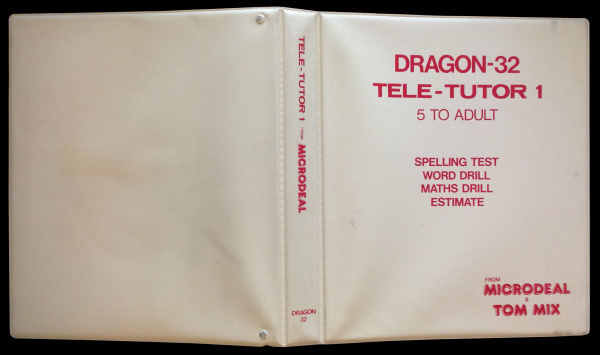 TELE-TUTOR 1 FROM MICRODEAL
DRAGON
32
DRAGON-32
TELE-TUTOR 1
5 TO ADULT
SPELLING TEST
WORD DRILL
MATHS DRILL
ESTIMATE
FROM
MICRODEAL
&
TOM MIX